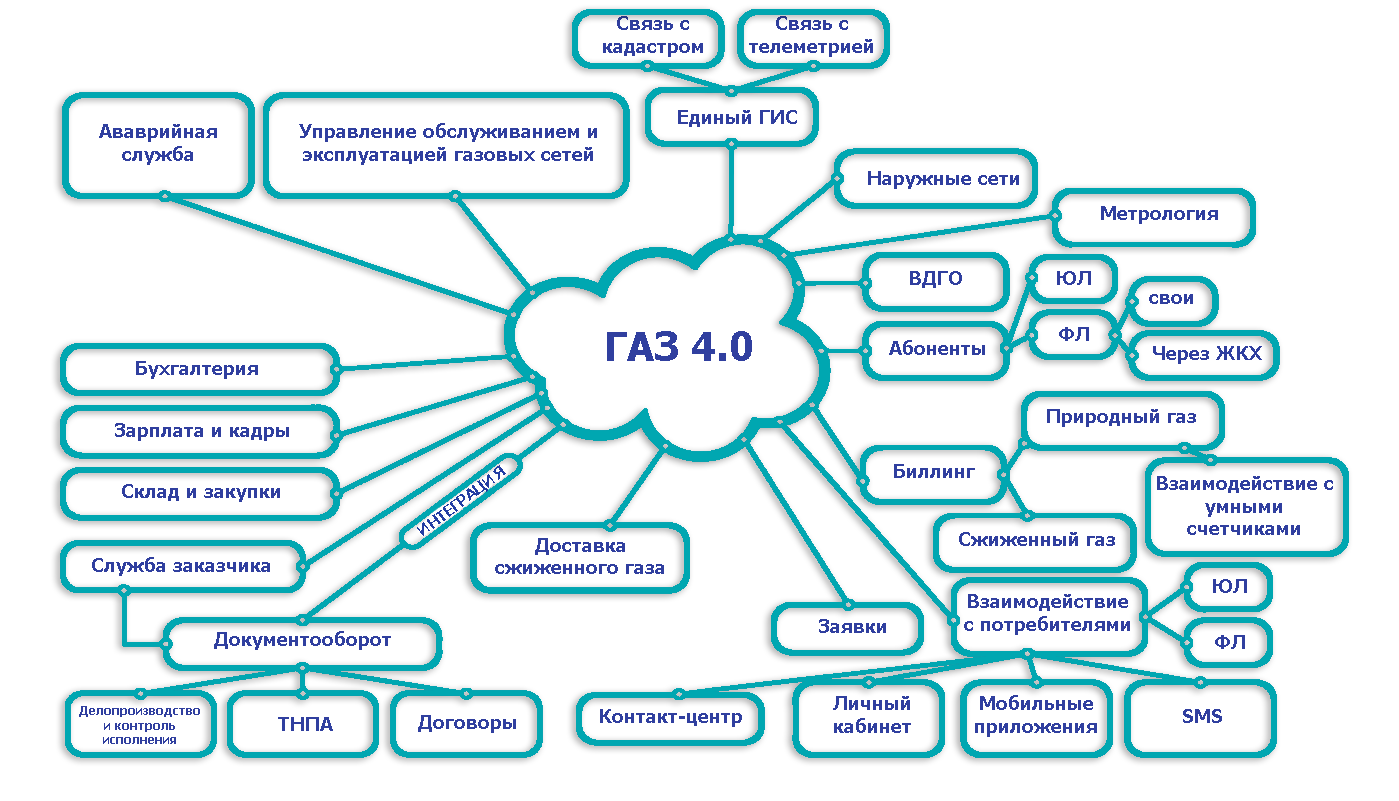 Связь с
кадастром
Связь с
телеметрией
Единый ГИС
Ававрийная
служба
Управление обслуживанием и
эксплуатацией газовых сетей
Наружные сети
Метрология
ВДГО
ЮЛ
свои
Абоненты
ФЛ
Через ЖКХ
ГАЗ 4.0
Бухгалтерия
Зарплата и кадры
Склад и закупки
Служба заказчика
ИНТЕГРАЦИЯ
Документооборот
Делопроизводство
и контроль
исполнения
ТНПА
Договоры
Доставка
сжиженного газа
Природный газ
Биллинг
Взаимодействие с
умными
счетчиками
Сжиженный газ
Заявки
Взаимодействие
с потребителями
ЮЛ
ФЛ
Контакт-центр
Личный
кабинет
Мобильные
приложения
SMS